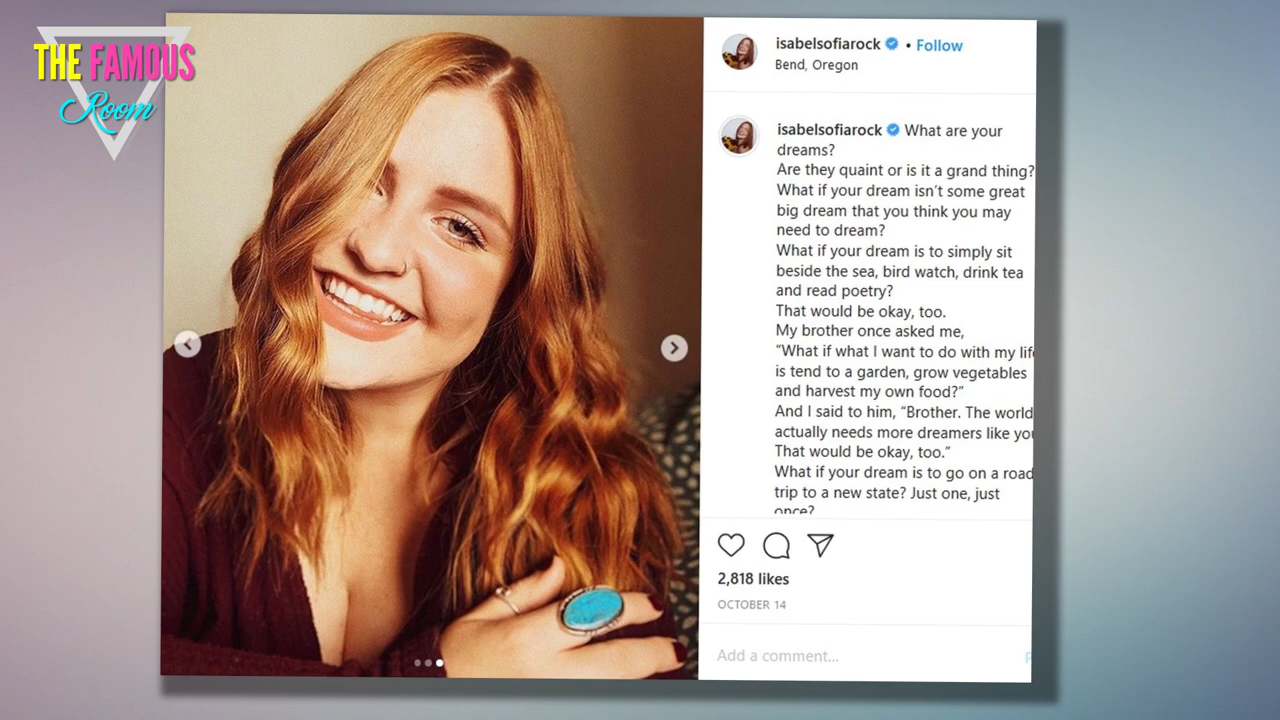 THE FAMOUS
Room
isabelsofiarock • Follow
Bend, Oregon
isabelsofiarock What are your
dreams?
Are they quaint or is it a grand thing?
What if your dream isn’t some great
big dream that you think you may
need to dream?
What if your dream is to simply sit
beside the sea, bird watch, drink tea
and read poetry?
That would be okay, too.
My brother once asked me,
“What if what I want to do with my lif
is tend to a garden, grow vegetables
and harvest my own food?”
And I said to him, “Brother. The world
actually needs more dreamers like you
That would be okay, too.”
What if your dream is to go on a road
trip to a new state? Just one, just
once?
2,818 likes
OCTOBER 14
Add a comment...